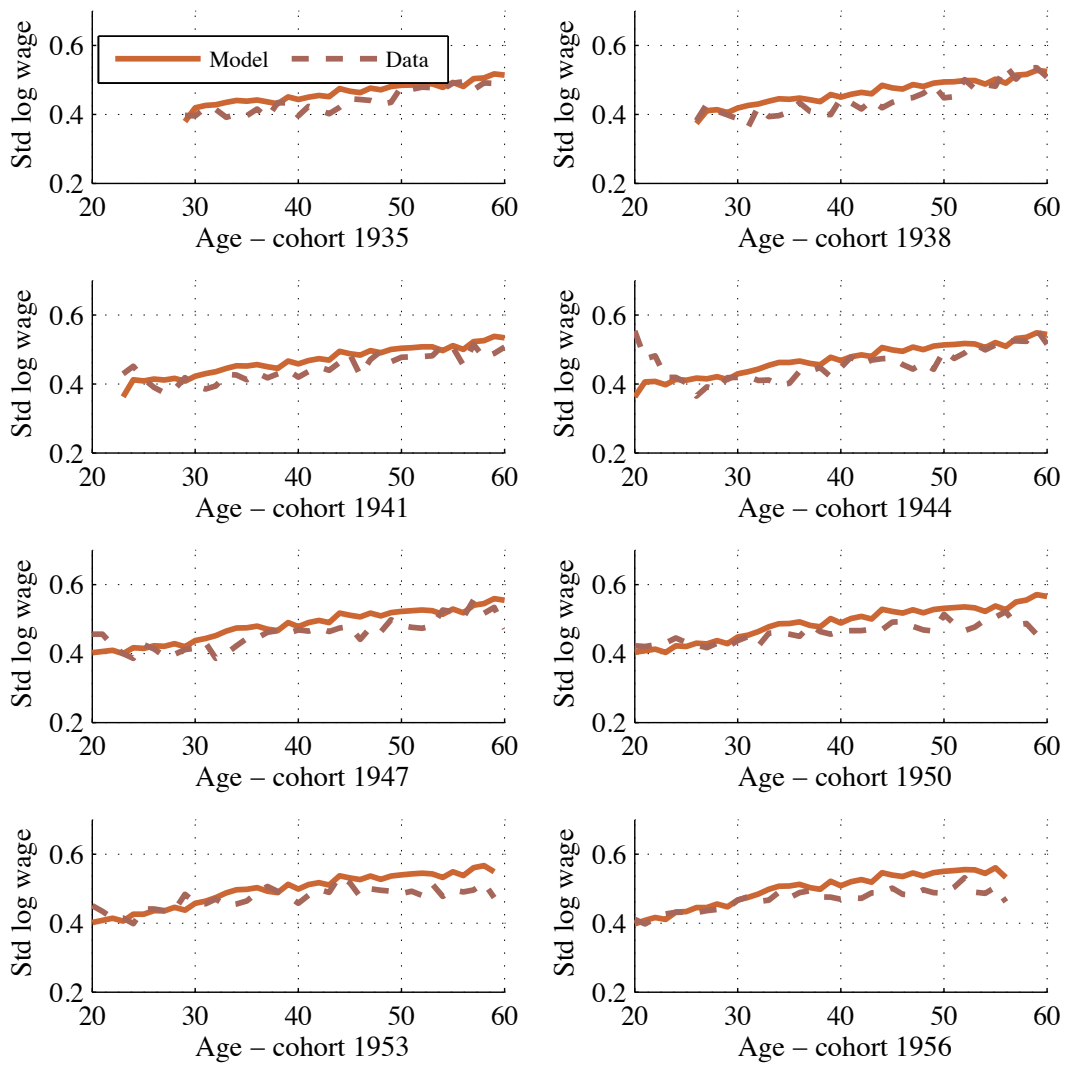 Std log wage
0.6
0.4
0.2
Model
Data
20 30 40 50 60
Age – cohort 1935
Std log wage
0.6
0.4
0.2
20 30 40 50 60
Age – cohort 1938
Std log wage
0.6
0.4
0.2
20 30 40 50 60
Age – cohort 1941
Std log wage
0.6
0.4
0.2
20 30 40 50 60
Age – cohort 1944
Std log wage
0.6
0.4
0.2
20 30 40 50 60
Age – cohort 1947
Std log wage
0.6
0.4
0.2
20 30 40 50 60
Age – cohort 1950
Std log wage
0.6
0.4
0.2
20 30 40 50 60
Age – cohort 1953
Std log wage
0.6
0.4
0.2
20 30 40 50 60
Age – cohort 1956